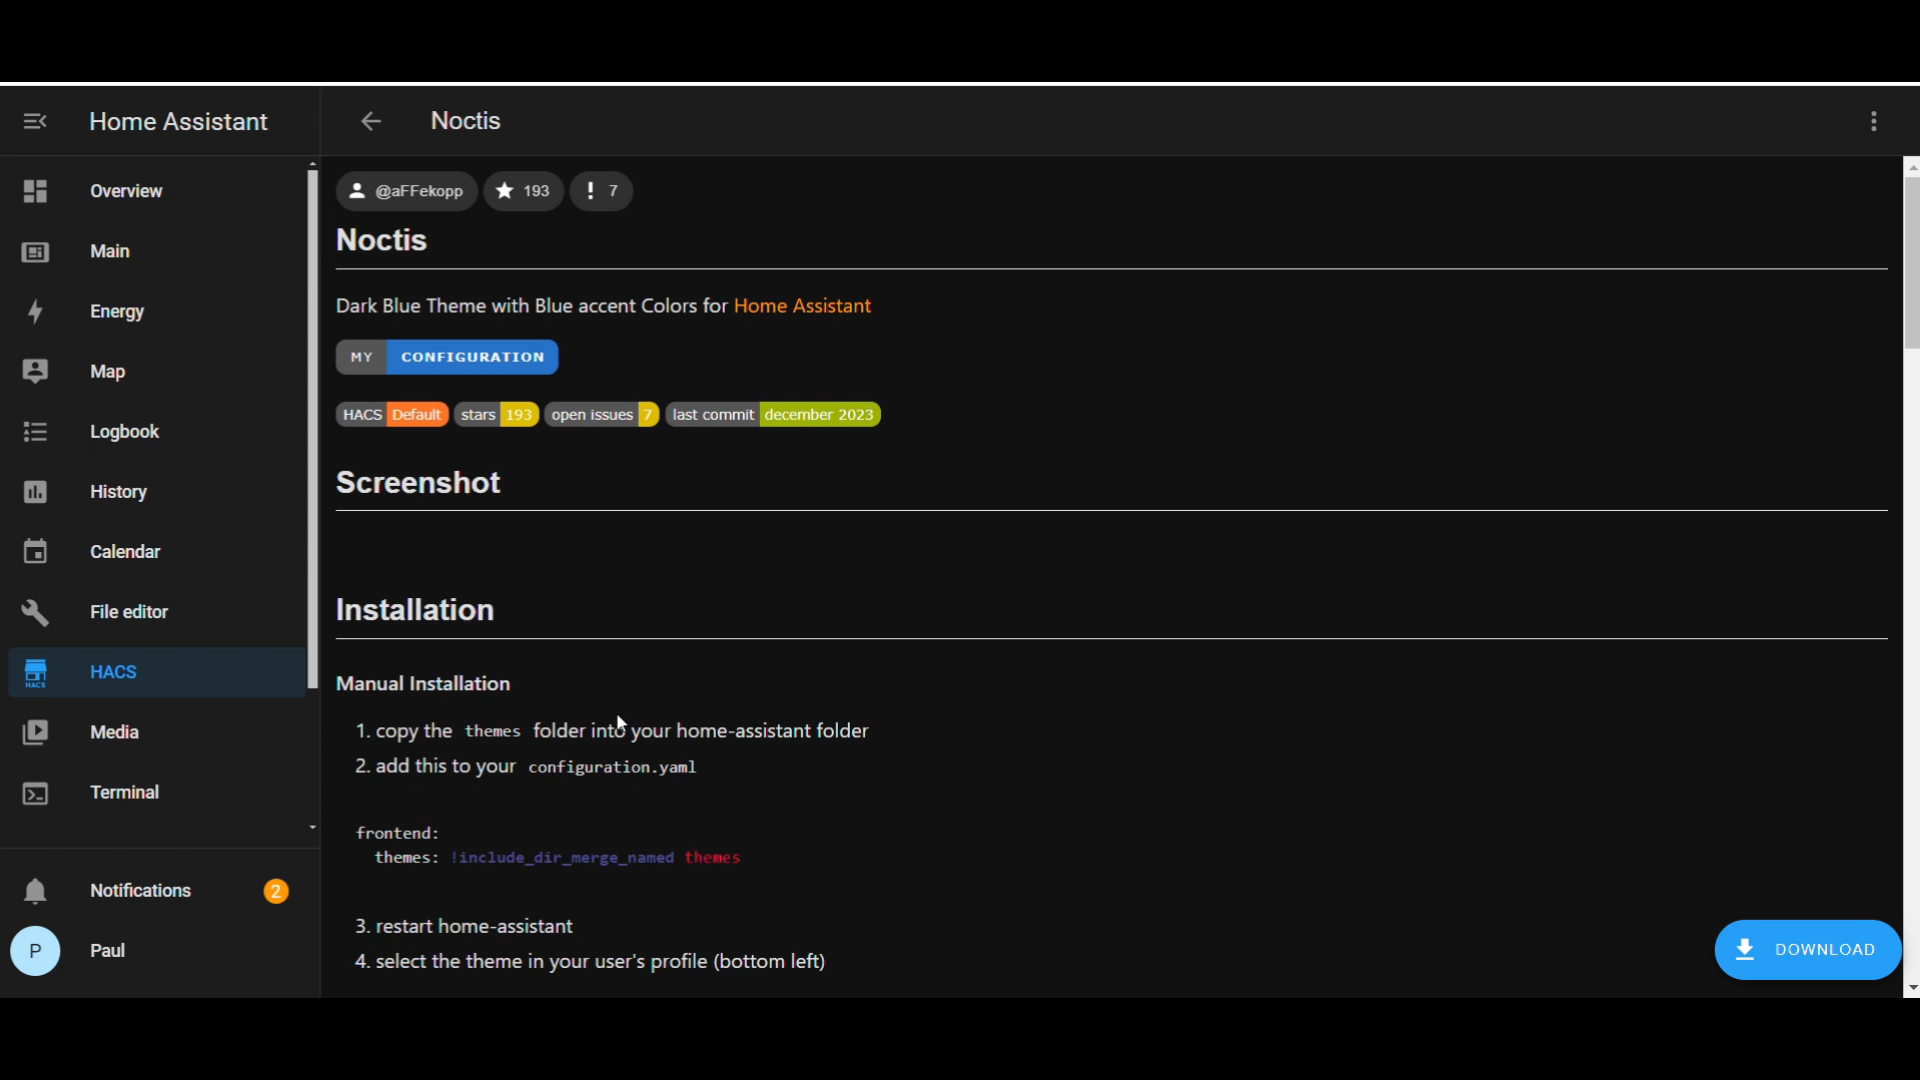 Home Assistant
Noctis
Overview
Main
Energy
Map
Logbook
History
Calendar
File editor
HACS
HACS
Media
Terminal
Notifications 2
P Paul
@aFFekopp 193 ! 7
Noctis
Dark Blue Theme with Blue accent Colors for Home Assistant
MY CONFIGURATION
HACS Default stars 193 open issues 7 last commit december 2023
Screenshot
Installation
Manual Installation
1. copy the themes folder into your home-assistant folder
2. add this to your configuration.yaml
frontend:
themes: !include_dir_merge_named themes
3. restart home-assistant
4. select the theme in your user's profile (bottom left)
DOWNLOAD